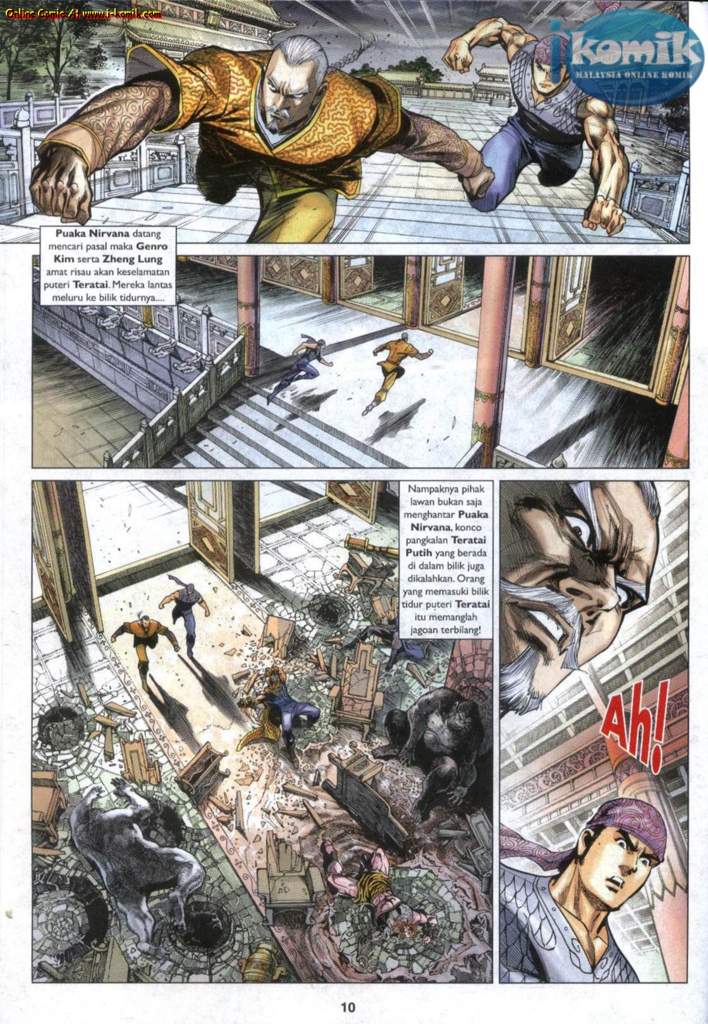 Online Comic At www.i-komik.com
ikomik
MALAYSIA ONLINE KOMIK
Puaka Nirvana datang
mencari pasal maka Genro
Kim serta Zheng Lung
amat risau akan keselamatan
puteri Teratai. Mereka lantas
meluru ke bilik tidurnya....
Nampaknya pihak
lawan bukan saja
menghantar Puaka
Nirvana, konco
pangkalan Teratai
Putih yang berada
di dalam bilik juga
dikalahkan. Orang
yang memasuki bilik
tidur puteri Teratai
itu memanglah
jagoan terbilang!
Ah!
10